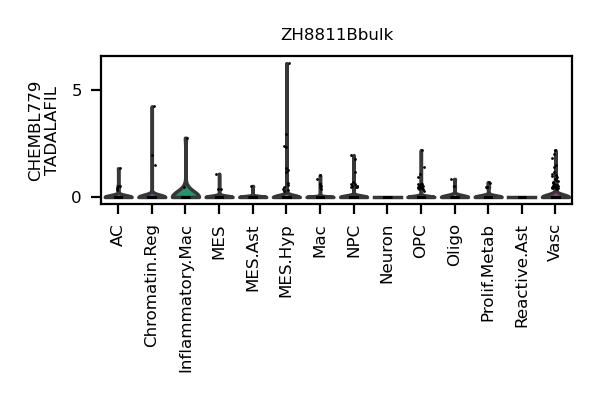 ZH8811Bbulk
CHEMBL779
TADALAFIL
5
0
AC
Chromatin.Reg
Inflammatory.Mac
MES
MES.Ast
MES.Hyp
Mac
NPC
Neuron
OPC
Oligo
Prolif.Metab
Reactive.Ast
Vasc